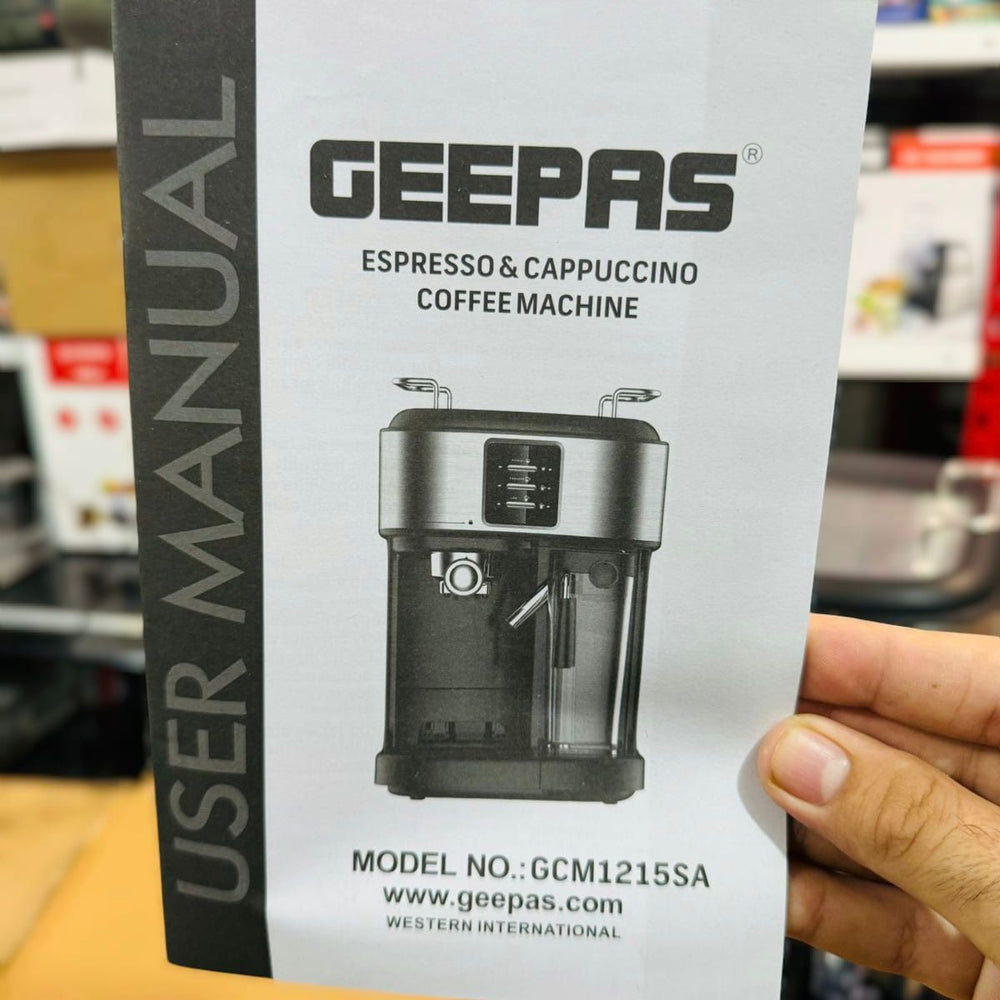 USER MANUAL
GEEPAS®
ESPRESSO & CAPPUCCINO
COFFEE MACHINE
MODEL NO.:GCM1215SA
www.geepas.com
WESTERN INTERNATIONAL